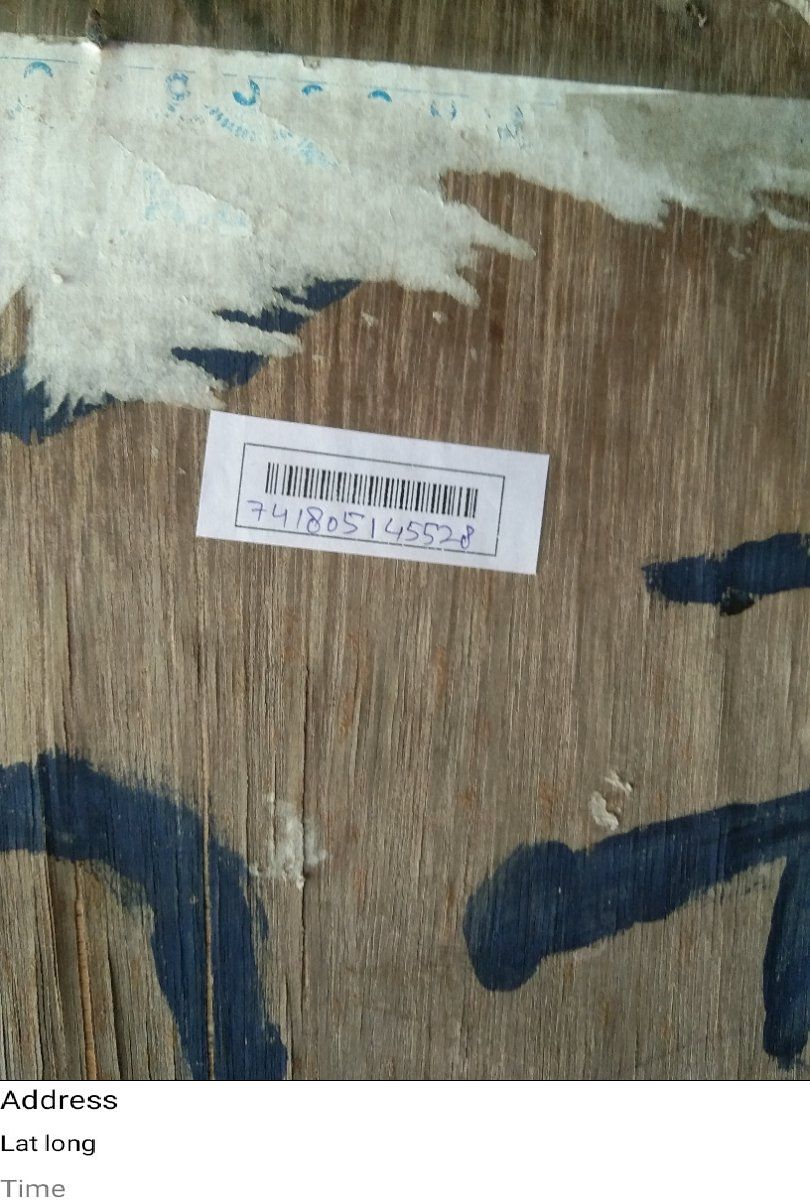 741805145528
Address
Lat long
Time